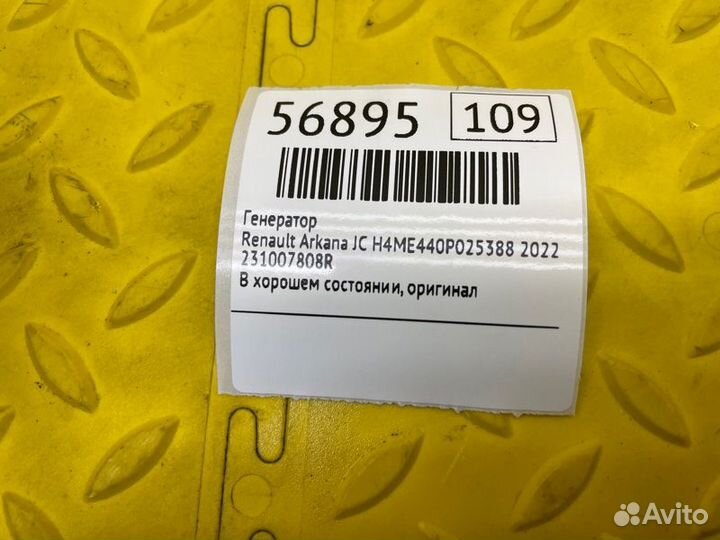 56895 109
Генератор
Renault Arkana JC H4ME440P025388 2022
231007808R
В хорошем состоянии, оригинал
Avito